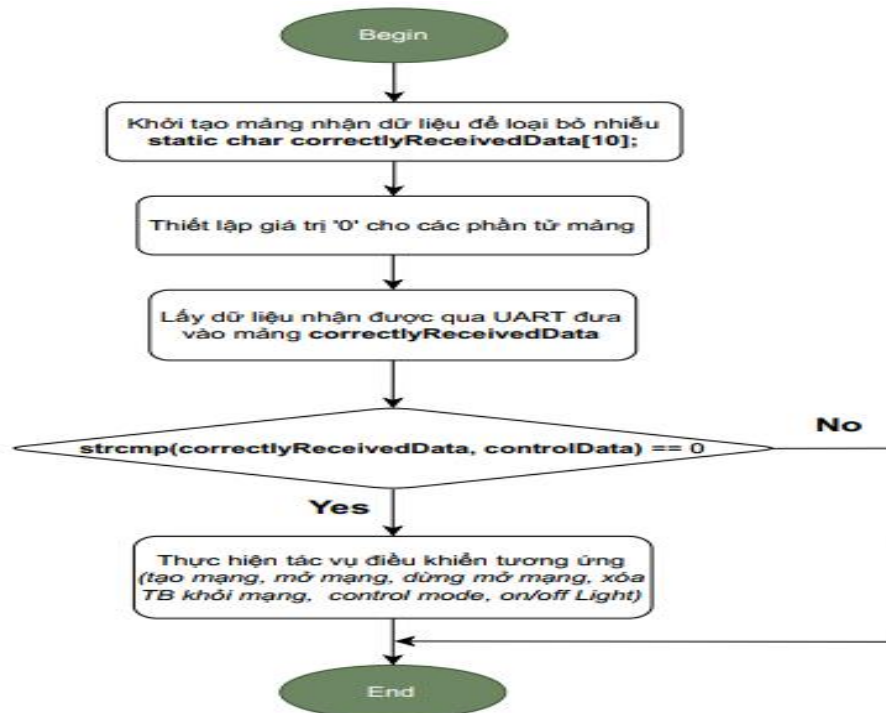 Begin
Khởi tạo mảng nhận dữ liệu để loại bỏ nhiễu
static char correctlyReceivedData[10];
Thiết lập giá trị '0' cho các phần tử mảng
Lấy dữ liệu nhận được qua UART đưa
vào mảng correctlyReceivedData
strcmp(correctlyReceivedData, controlData) == 0
No
Yes
Thực hiện tác vụ điều khiển tương ứng
(tạo mạng, mở mạng, dừng mở mạng, xóa
TB khỏi mạng, control mode, on/off Light)
End